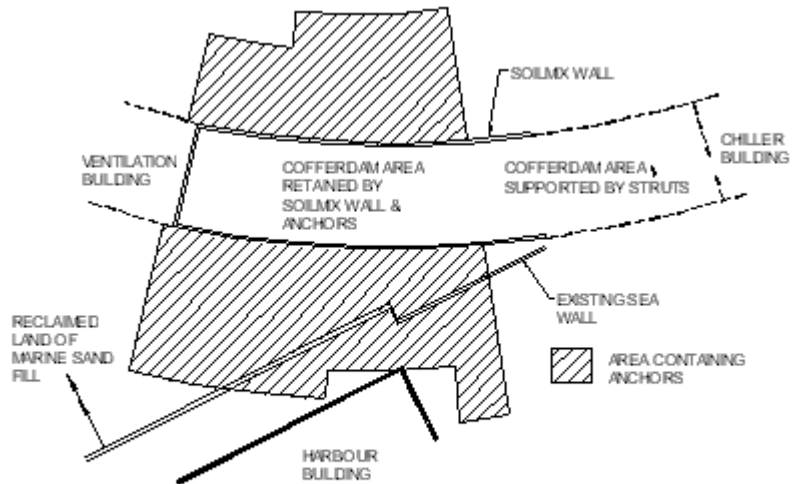 SOILMIX WALL
VENTILATION
BUILDING
COFFERDAM AREA
RETAINED BY
SOILMIX WALL &
ANCHORS
COFFERDAM AREA
SUPPORTED BY STRUTS
CHILLER
BUILDING
EXISTING SEA
WALL
RECLAIMED
LAND OF
MARINE SAND
FILL
AREA CONTAINING
ANCHORS
HARBOUR
BUILDING